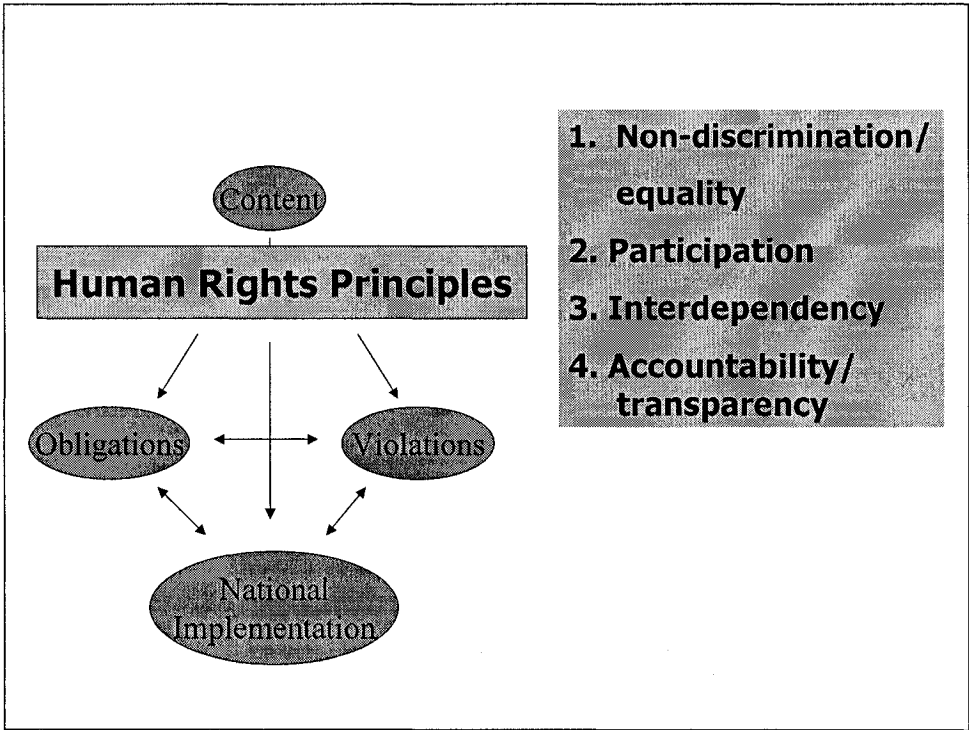 Content
Human Rights Principles
Obligations
Violations
National
Implementation
1. Non-discrimination/
equality
2. Participation
3. Interdependency
4. Accountability/
transparency